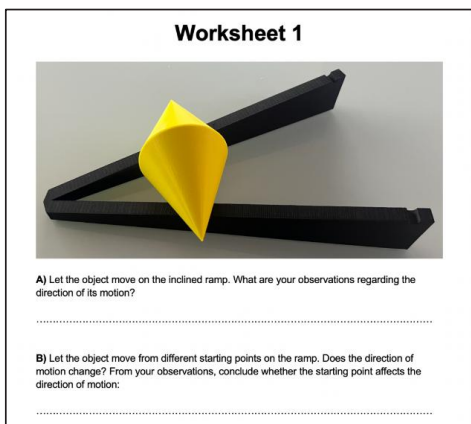 Worksheet 1
A) Let the object move on the inclined ramp. What are your observations regarding the
direction of its motion?
B) Let the object move from different starting points on the ramp. Does the direction of
motion change? From your observations, conclude whether the starting point affects the
direction of motion: